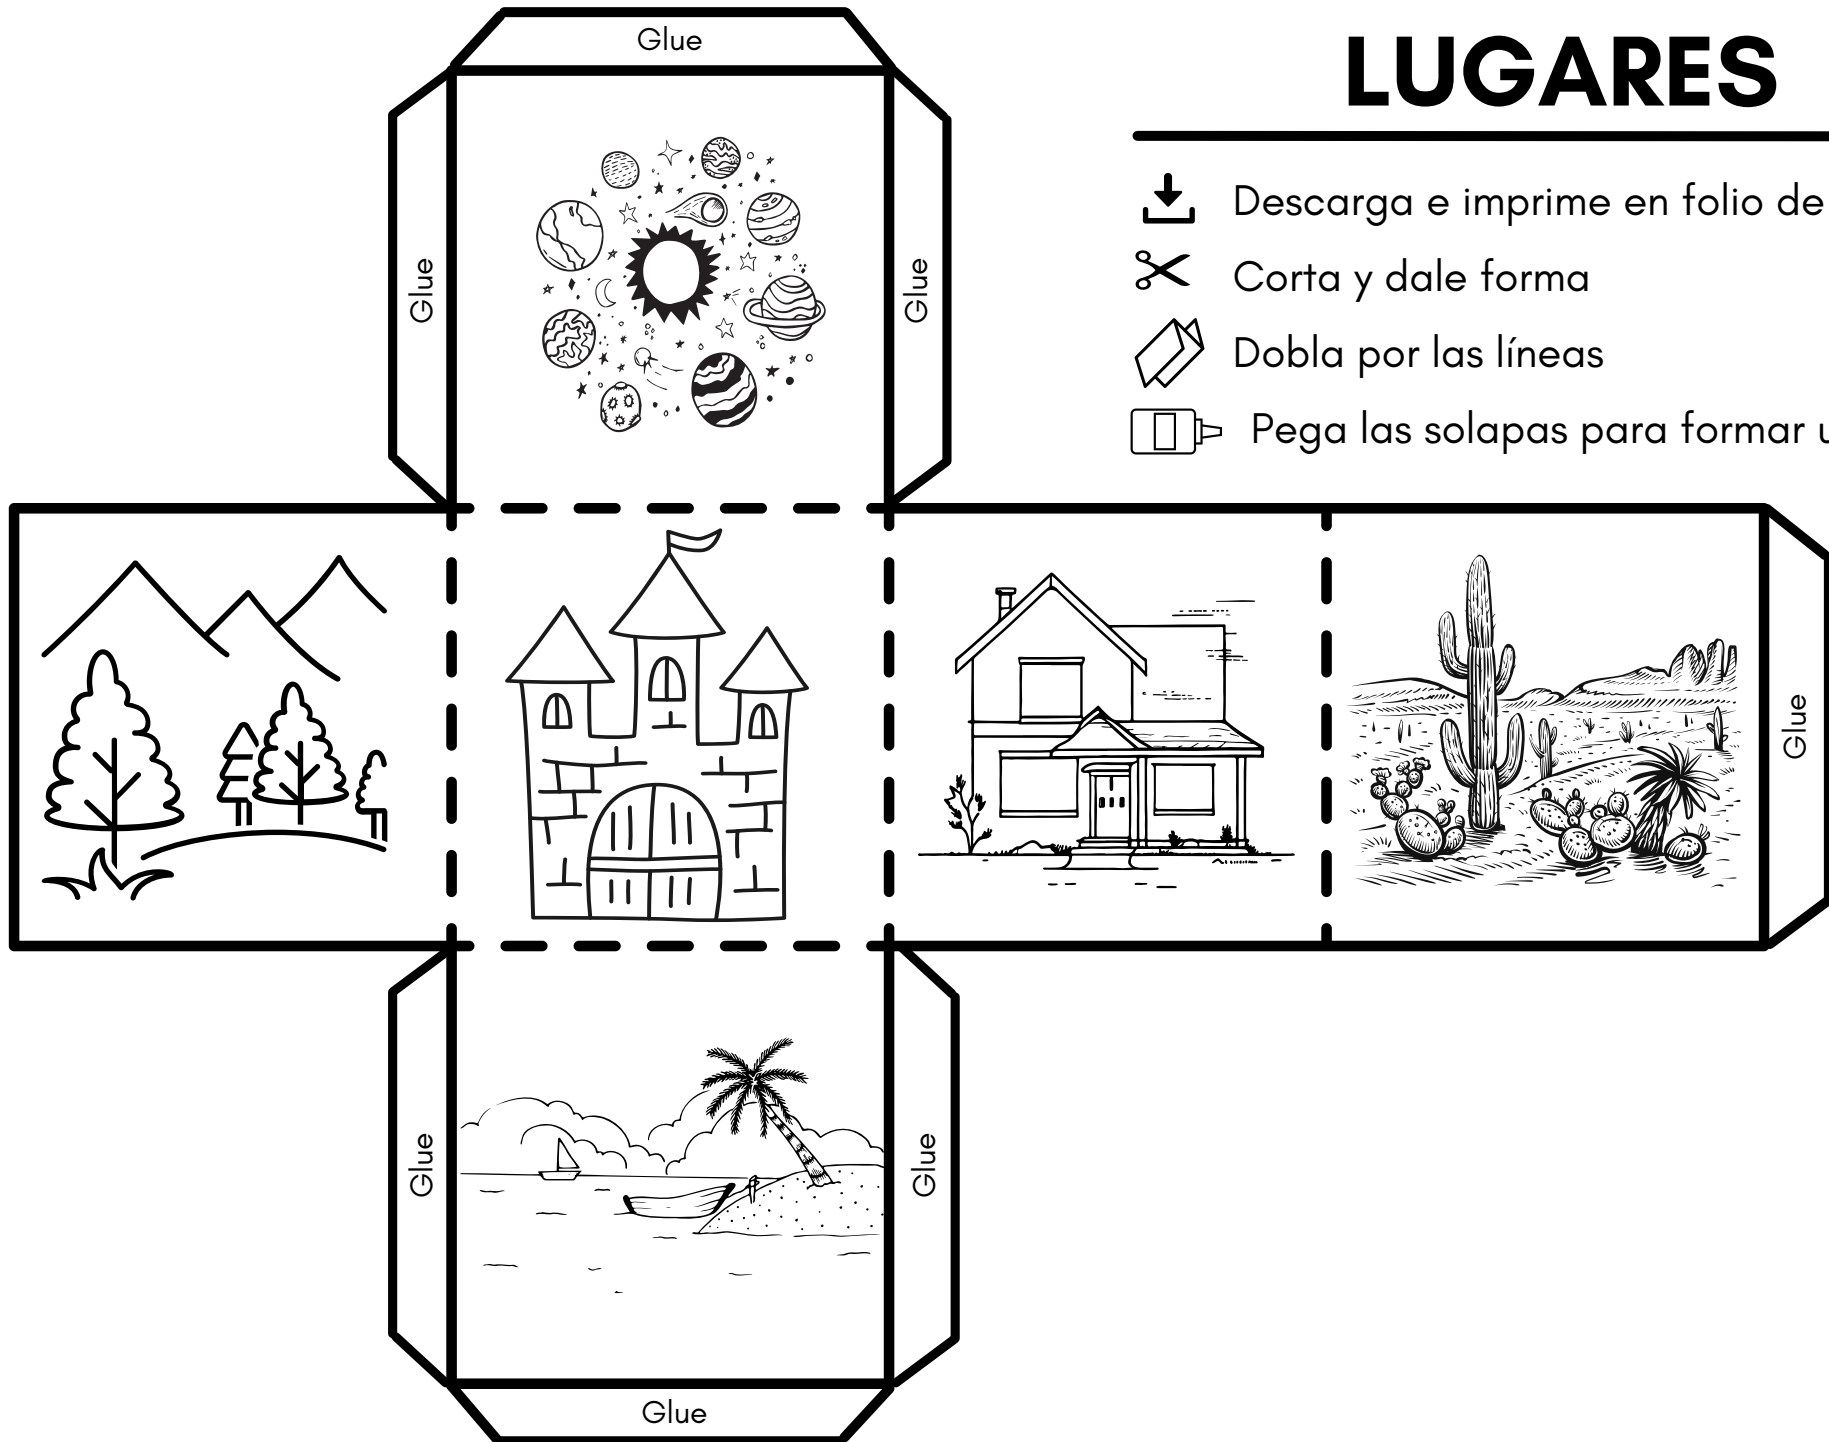 Glue
LUGARES
Descarga e imprime en folio de
Corta y dale forma
Dobla por las líneas
Pega las solapas para formar
Glue
Glue
Glue
Glue
Glue
Glue